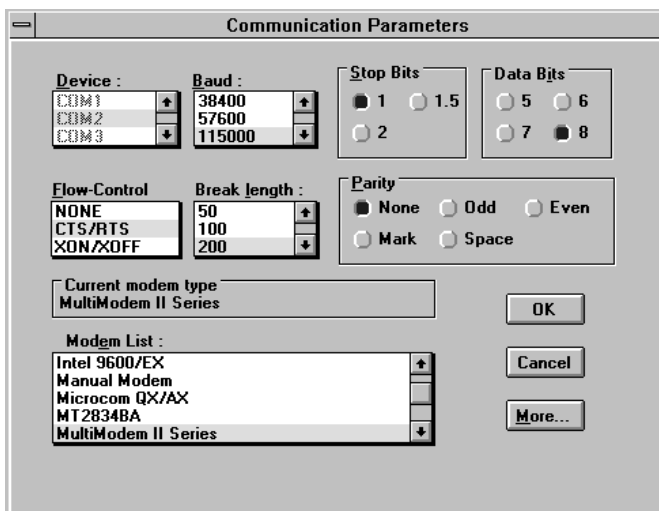 Communication Parameters
Device :
COM1
COM2
COM3
Baud :
38400
57600
115000
Stop Bits
1 1.5
2
Data Bits
5 6
7 8
Flow-Control
NONE
CTS/RTS
XON/XOFF
Break length :
50
100
200
Parity
None Odd Even
Mark Space
Current modem type
MultiModem II Series
Modem List :
Intel 9600/EX
Manual Modem
Microcom QX/AX
MT2834BA
MultiModem II Series
OK
Cancel
More...